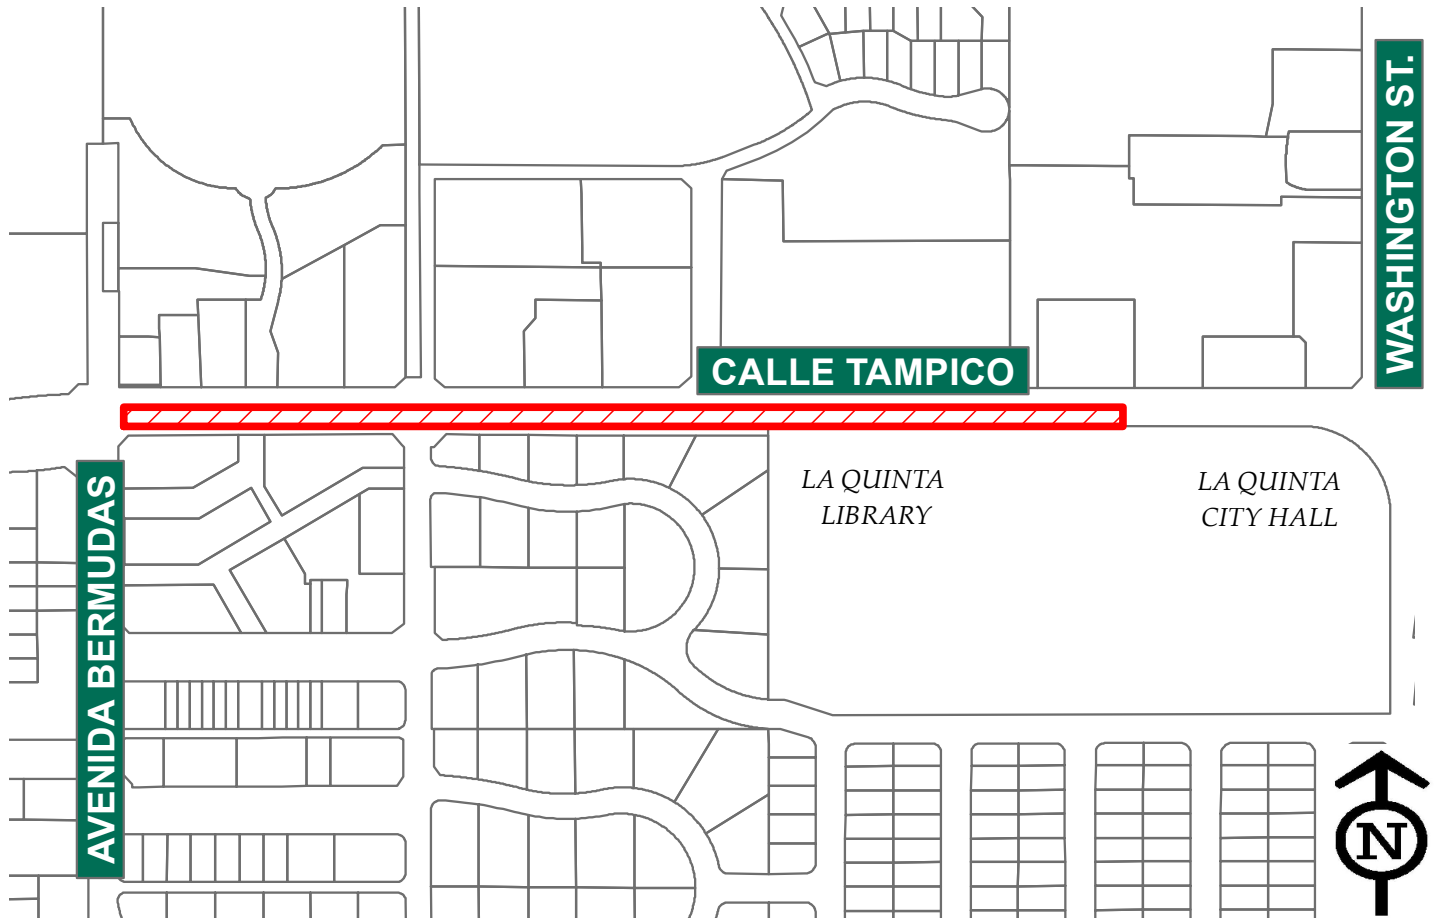 WASHINGTON ST.
CALLE TAMPICO
LA QUINTA
LIBRARY
LA QUINTA
CITY HALL
AVENIDA BERMUDAS
N